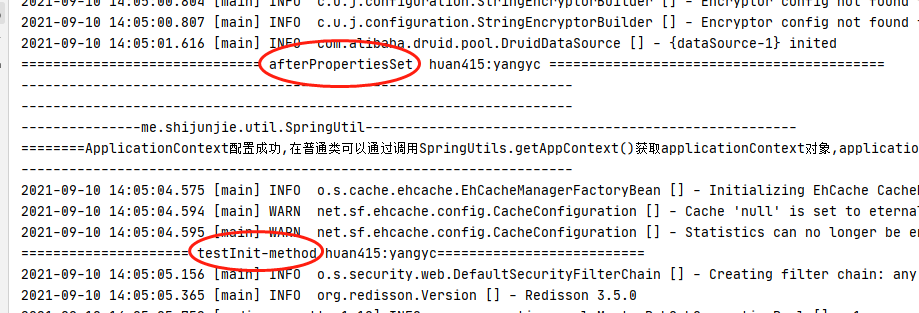 2021-09-10 14:05:00.804 [main] INFO  c.u.j.configuration.StringEncryptorBuilder [] - Encryptor config not found
2021-09-10 14:05:00.807 [main] INFO  c.u.j.configuration.StringEncryptorBuilder [] - Encryptor config not found
2021-09-10 14:05:01.616 [main] INFO  com.alibaba.druid.pool.DruidDataSource [] - {dataSource-1} inited
============================== afterPropertiesSet  huan415:yangyc ==========================================
---------------------------------------------------------------------
---------------------------------------------------------------------
---------------me.shijunjie.util.SpringUtil------------------------------------------------------
========ApplicationContext配置成功,在普通类可以通过调用SpringUtils.getAppContext()获取applicationContext对象,application
---------------------------------------------------------------------
2021-09-10 14:05:04.575 [main] INFO  o.s.cache.ehcache.EhCacheManagerFactoryBean [] - Initializing EhCache Cache
2021-09-10 14:05:04.594 [main] WARN  net.sf.ehcache.config.CacheConfiguration [] - Cache 'null' is set to eternal
2021-09-10 14:05:04.595 [main] WARN  net.sf.ehcache.config.CacheConfiguration [] - Statistics can no longer be
===================== testInit-method huan415:yangyc==========================
2021-09-10 14:05:05.156 [main] INFO  o.s.security.web.DefaultSecurityFilterChain [] - Creating filter chain: any
2021-09-10 14:05:05.365 [main] INFO  org.redisson.Version [] - Redisson 3.5.0